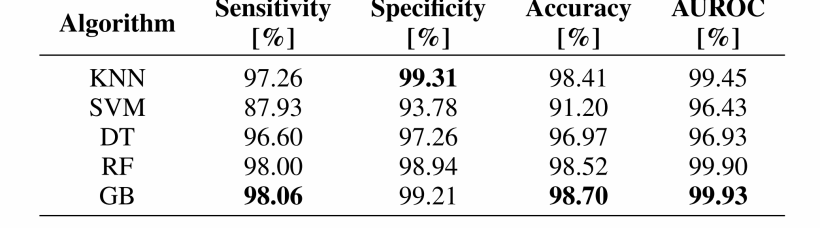 Algorithm Sensitivity [%] Specificity [%] Accuracy [%] AUROC [%]
KNN 97.26 99.31 98.41 99.45
SVM 87.93 93.78 91.20 96.43
DT 96.60 97.26 96.97 96.93
RF 98.00 98.94 98.52 99.90
GB 98.06 99.21 98.70 99.93